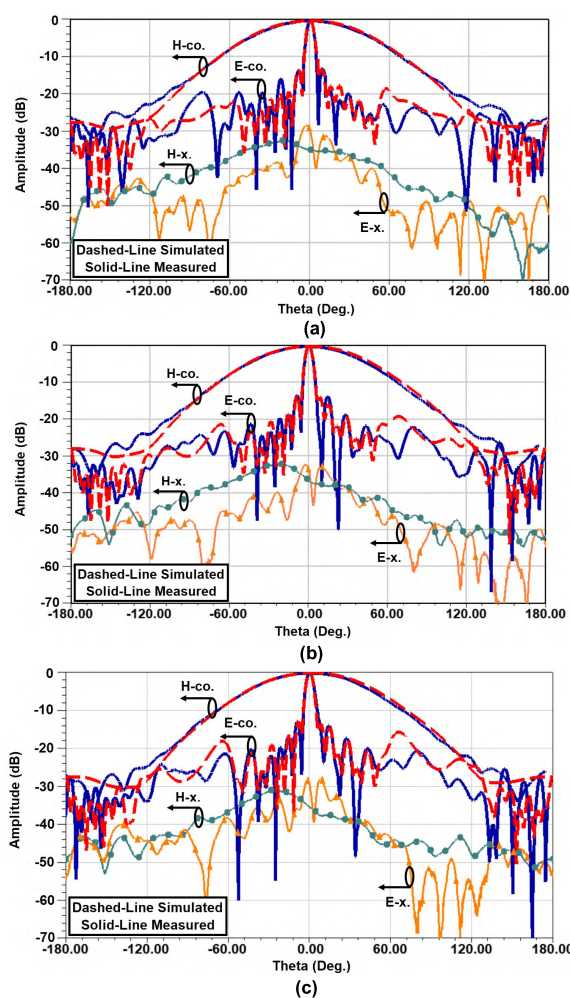 0
H-co.
-10
E-co.
-20
Amplitude (dB)
-30
H-x.
-40
-50
E-x.
-60
Dashed-Line Simulated
Solid-Line Measured
-70
-180.00 -120.00 -60.00 0.00 60.00 120.00 180.00
Theta (Deg.)
(a)
0
H-co.
-10
E-co.
-20
Amplitude (dB)
-30
H-x.
-40
-50
E-x.
-60
Dashed-Line Simulated
Solid-Line Measured
-70
-180.00 -120.00 -60.00 0.00 60.00 120.00 180.00
Theta (Deg.)
(b)
0
H-co.
-10
E-co.
-20
Amplitude (dB)
-30
H-x.
-40
-50
E-x.
-60
Dashed-Line Simulated
Solid-Line Measured
-70
-180.00 -120.00 -60.00 0.00 60.00 120.00 180.00
Theta (Deg.)
(c)